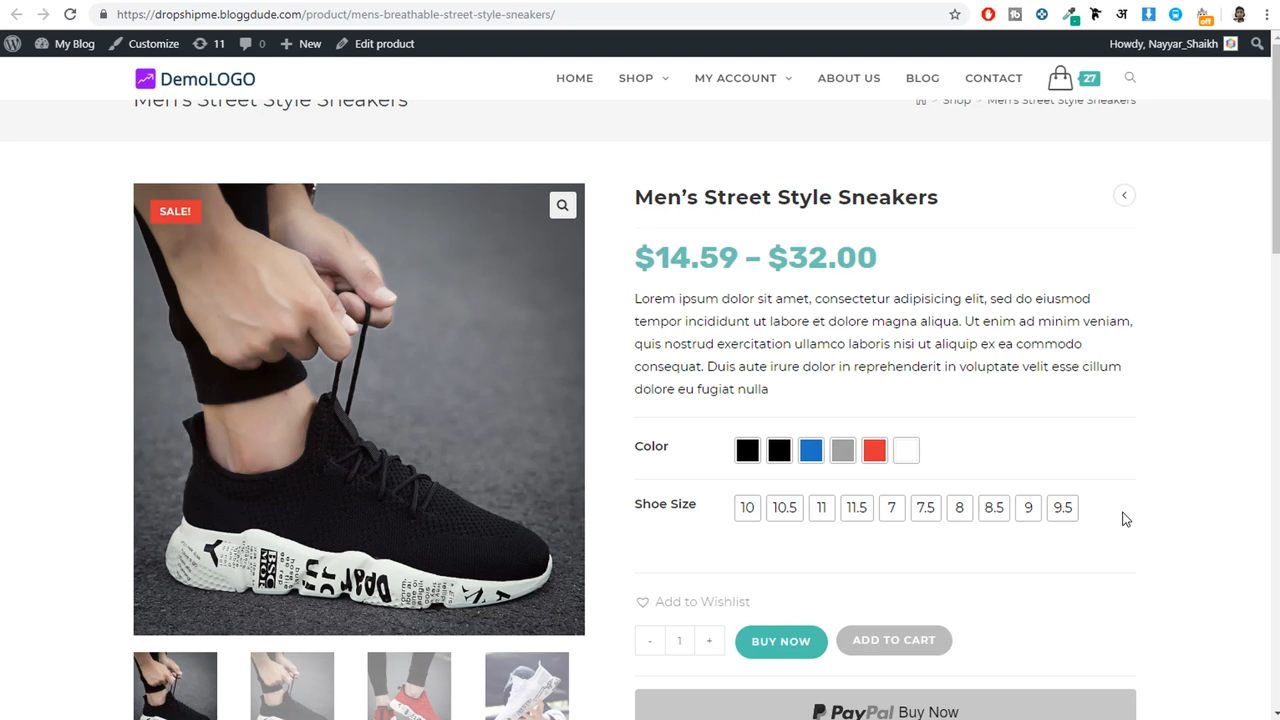 https://dropshipme.bloggdude.com/product/mens-breathable-street-style-sneakers/
My Blog Customize 11 0 New Edit product Howdy, Nayyar_Shaikh
DemoLOGO HOME SHOP MY ACCOUNT ABOUT US BLOG CONTACT 27
Men's Street Style Sneakers > Shop > Men's Street Style Sneakers
SALE!
Men’s Street Style Sneakers
$14.59 – $32.00
Lorem ipsum dolor sit amet, consectetur adipisicing elit, sed do eiusmod
tempor incididunt ut labore et dolore magna aliqua. Ut enim ad minim veniam,
quis nostrud exercitation ullamco laboris nisi ut aliquip ex ea commodo
consequat. Duis aute irure dolor in reprehenderit in voluptate velit esse cillum
dolore eu fugiat nulla
Color
Shoe Size 10 10.5 11 11.5 7 7.5 8 8.5 9 9.5
Add to Wishlist
- 1 + BUY NOW ADD TO CART
PayPal Buy Now